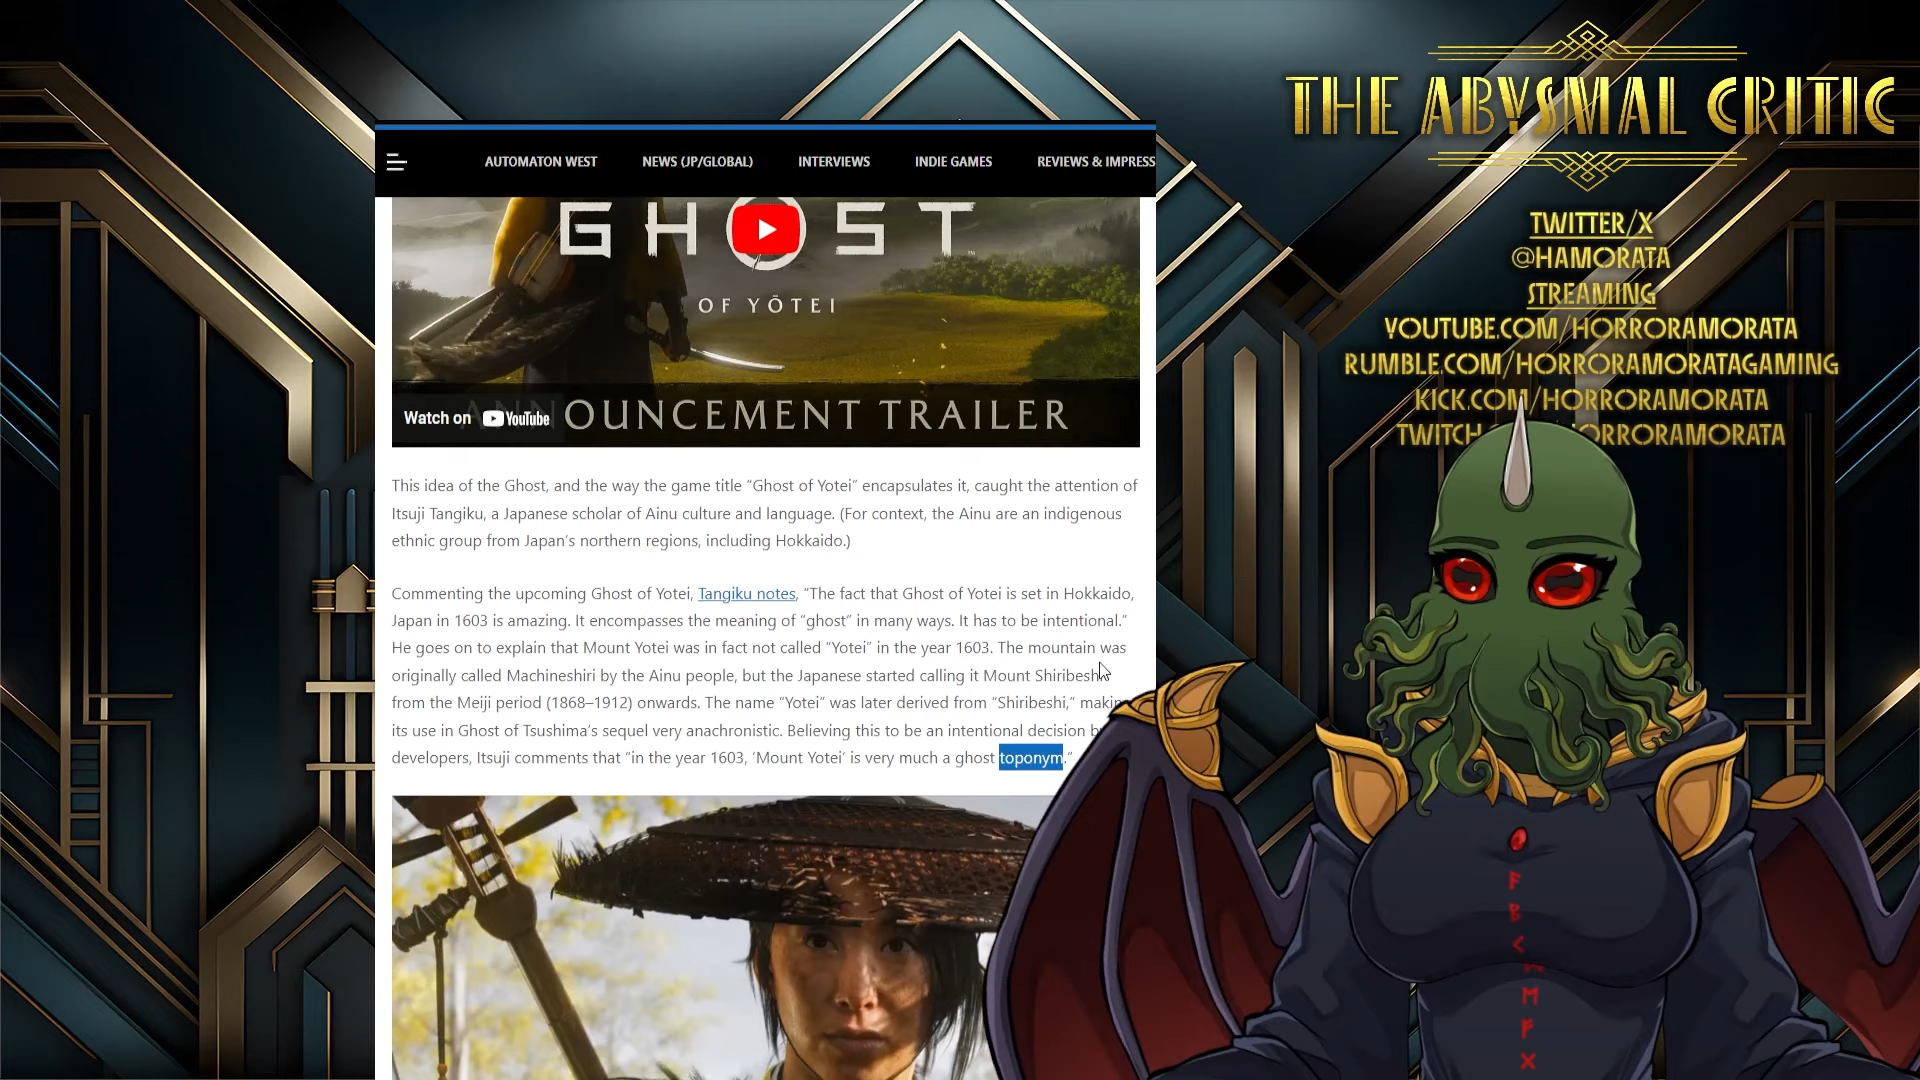 THE ABYSMAL CRITIC
TWITTER/X
@HAMORATA
STREAMING
YOUTUBE.COM/HORRORAMORATA
RUMBLE.COM/HORRORAMORATAGAMING
KICK.COM/HORRORAMORATA
TWITCH ORRORAMORATA
AUTOMATON WEST NEWS (JP/GLOBAL) INTERVIEWS INDIE GAMES REVIEWS & IMPRESS
GHOST
OF YŌTEI
OUNCEMENT TRAILER
Watch on YouTube
This idea of the Ghost, and the way the game title “Ghost of Yotei” encapsulates it, caught the attention of
Itsuji Tangiku, a Japanese scholar of Ainu culture and language. (For context, the Ainu are an indigenous
ethnic group from Japan’s northern regions, including Hokkaido.)
Commenting the upcoming Ghost of Yotei, Tangiku notes, “The fact that Ghost of Yotei is set in Hokkaido,
Japan in 1603 is amazing. It encompasses the meaning of “ghost” in many ways. It has to be intentional.”
He goes on to explain that Mount Yotei was in fact not called “Yotei” in the year 1603. The mountain was
originally called Machineshiri by the Ainu people, but the Japanese started calling it Mount Shiribeshi
from the Meiji period (1868–1912) onwards. The name “Yotei” was later derived from “Shiribeshi,” makin
its use in Ghost of Tsushima’s sequel very anachronistic. Believing this to be an intentional decision b
developers, Itsuji comments that “in the year 1603, ‘Mount Yotei’ is very much a ghost toponym.”